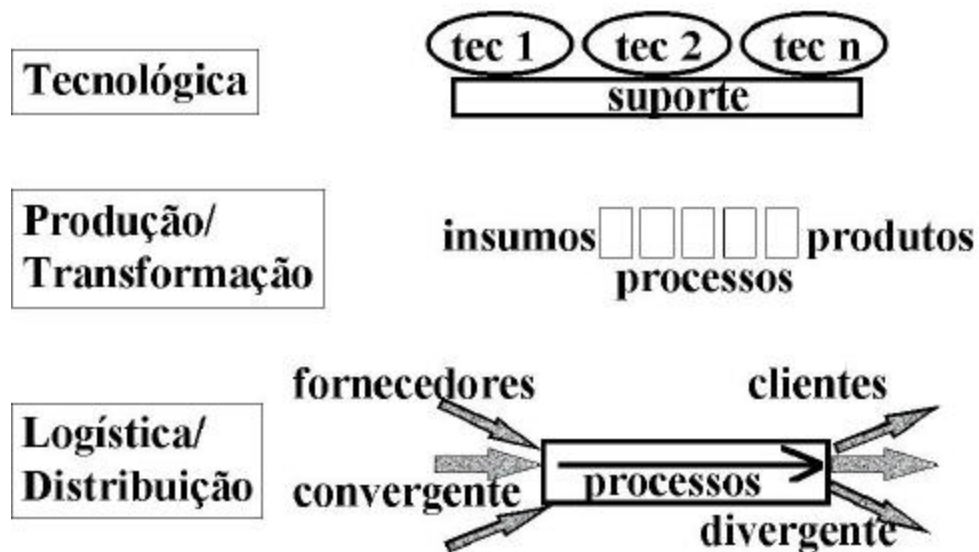 Tecnológica
tec 1 tec 2 tec n
suporte
Produção/
Transformação
insumos produtos
processos
Logística/
Distribuição
fornecedores clientes
convergente processos
divergente